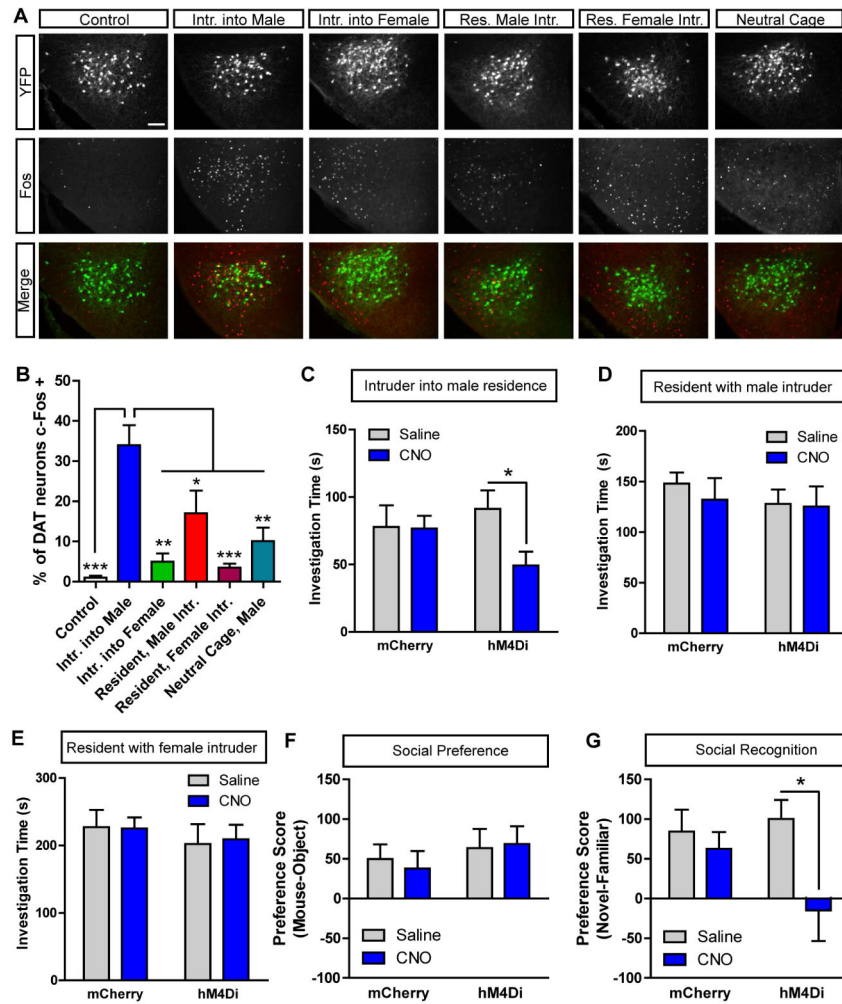 A
Control
Intr. into Male
Intr. into Female
Res. Male Intr.
Res. Female Intr.
Neutral Cage
YFP
Fos
Merge
B
% of DAT neurons c-Fos +
50
40
30
20
10
0
***
**
*
***
**
Control
Intr. into Male
Intr. into Female
Resident, Male Intr.
Resident, Female Intr.
Neutral Cage, Male
C
Intruder into male residence
Investigation Time (s)
150
100
50
0
Saline
CNO
*
mCherry
hM4Di
D
Resident with male intruder
Investigation Time (s)
200
150
100
50
0
Saline
CNO
mCherry
hM4Di
E
Resident with female intruder
Investigation Time (s)
300
200
100
0
Saline
CNO
mCherry
hM4Di
F
Social Preference
Preference Score
(Mouse-Object)
150
100
50
0
-50
-100
Saline
CNO
mCherry
hM4Di
G
Social Recognition
Preference Score
(Novel-Familiar)
150
100
50
0
-50
-100
*
Saline
CNO
mCherry
hM4Di